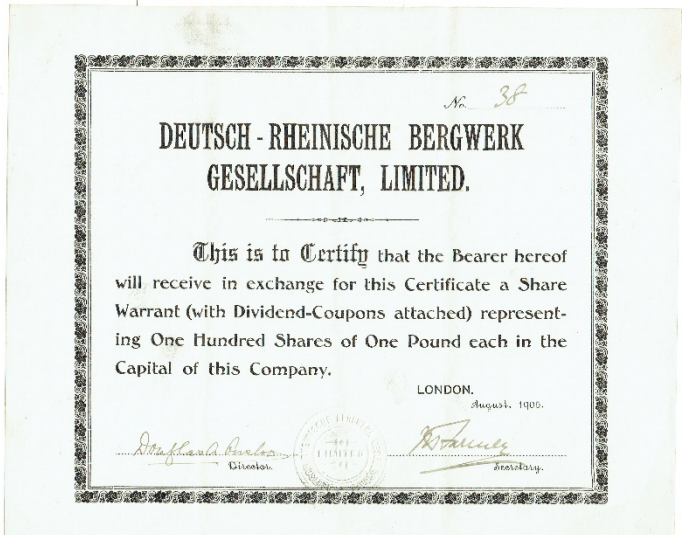 No. 38
DEUTSCH-RHEINISCHE BERGWERK
GESELLSCHAFT, LIMITED.
This is to Certify that the Bearer hereof
will receive in exchange for this Certificate a Share
Warrant (with Dividend-Coupons attached) represent-
ing One Hundred Shares of One Pound each in the
Capital of this Company.
LONDON.
August. 1906.
LIMITED
Director.
Secretary.